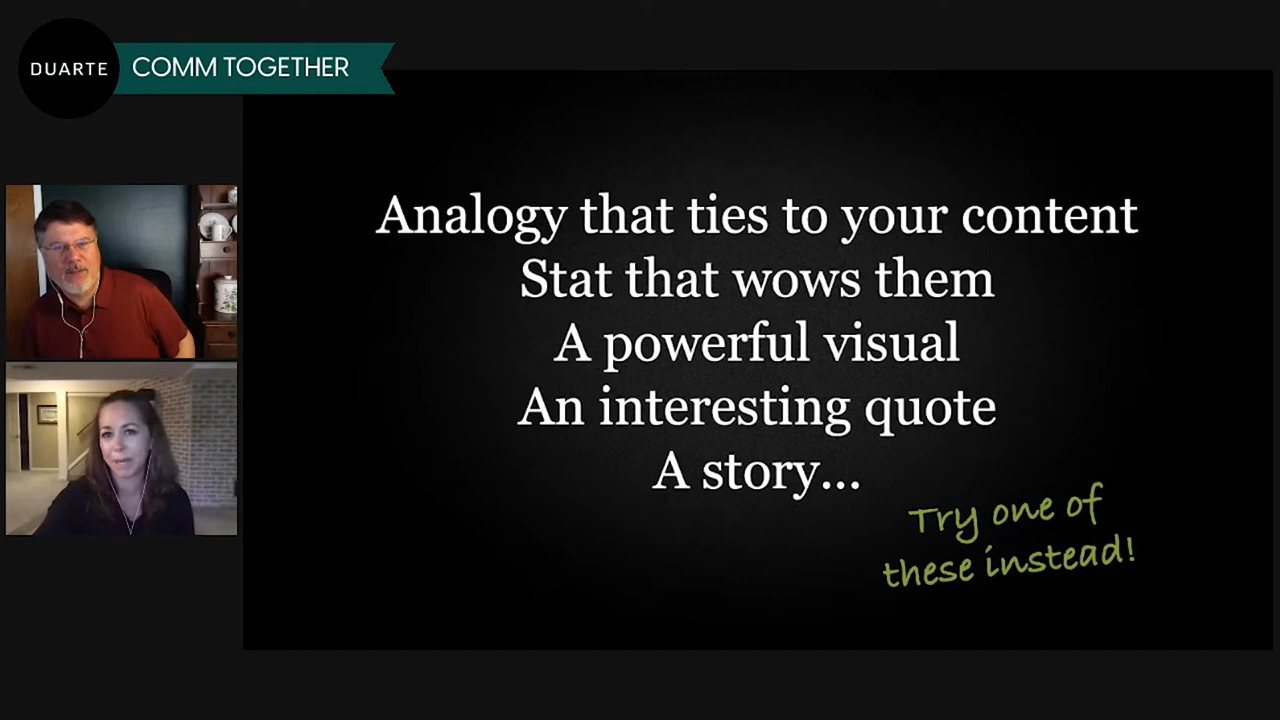 DUARTE
COMM TOGETHER
Analogy that ties to your content
Stat that wows them
A powerful visual
An interesting quote
A story...
Try one of
these instead!